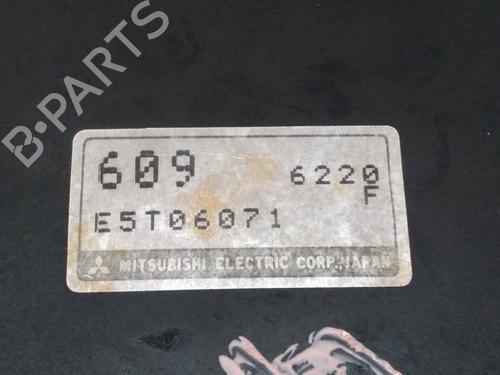 B-PARTS
609 6220
F
E5T06071
MITSUBISHI ELECTRIC CORP., JAPAN